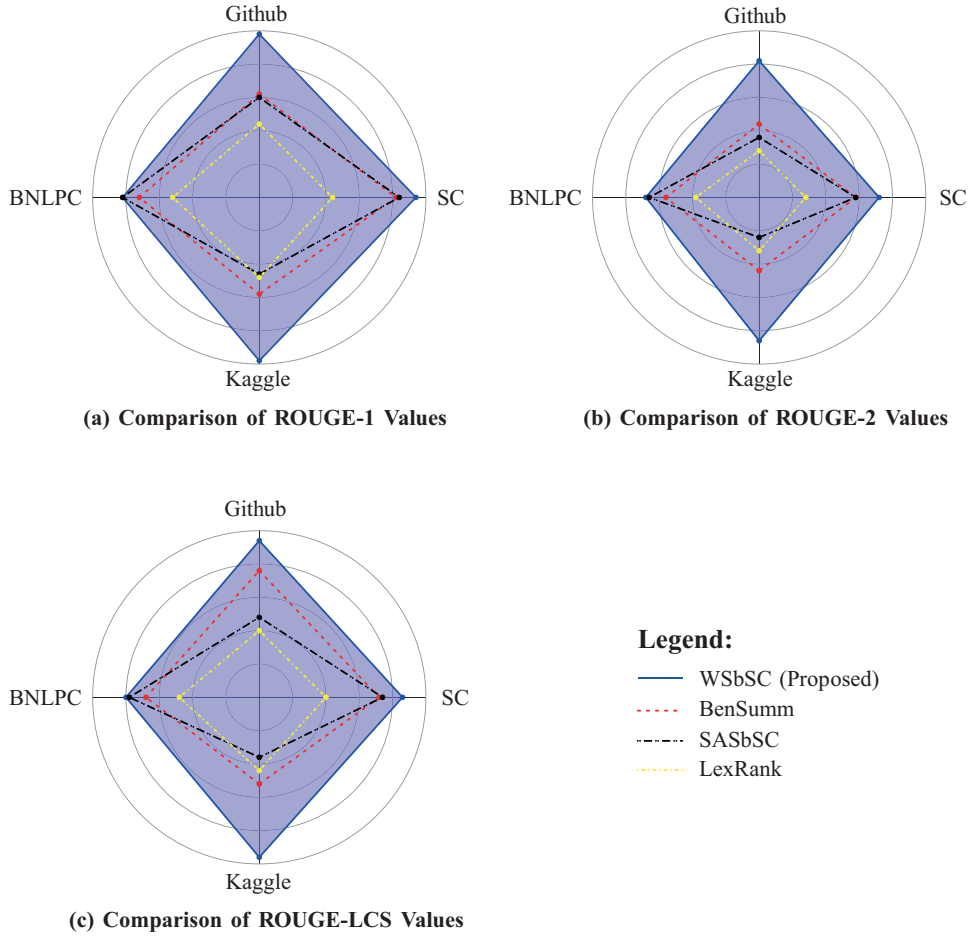 Github
BNLPC
SC
Kaggle
(a) Comparison of ROUGE-1 Values
Github
BNLPC
SC
Kaggle
(b) Comparison of ROUGE-2 Values
Github
BNLPC
SC
Kaggle
(c) Comparison of ROUGE-LCS Values
Legend:
WSbSC (Proposed)
BenSumm
SASbSC
LexRank